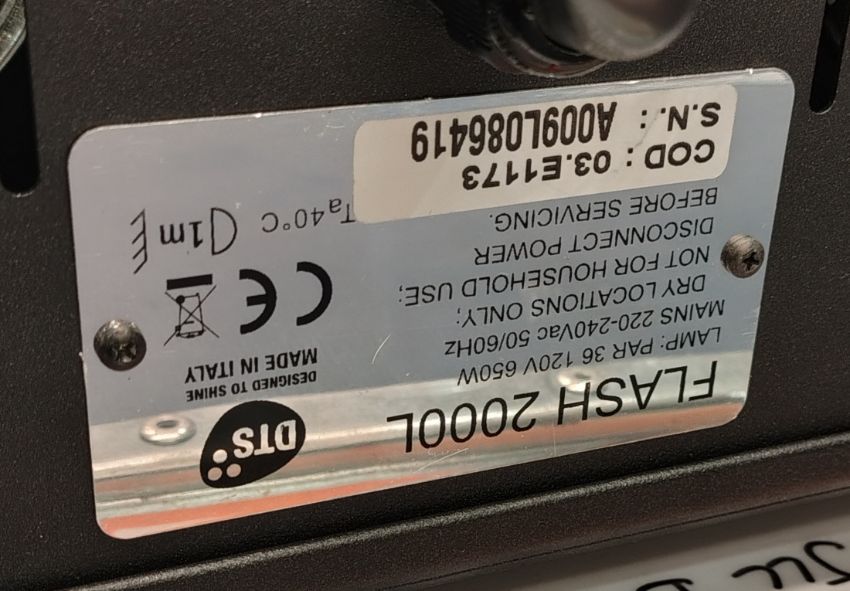 FLASH 2000L
LAMP: PAR 36 120V 650W
MAINS 220-240Vac 50/60Hz
DRY LOCATIONS ONLY;
NOT FOR HOUSEHOLD USE;
DISCONNECT POWER
BEFORE SERVICING.
COD : 03.E1173
S.N. : A009L086419
DTS
DESIGNED TO SHINE
MADE IN ITALY
CE
Ta40°C
1m